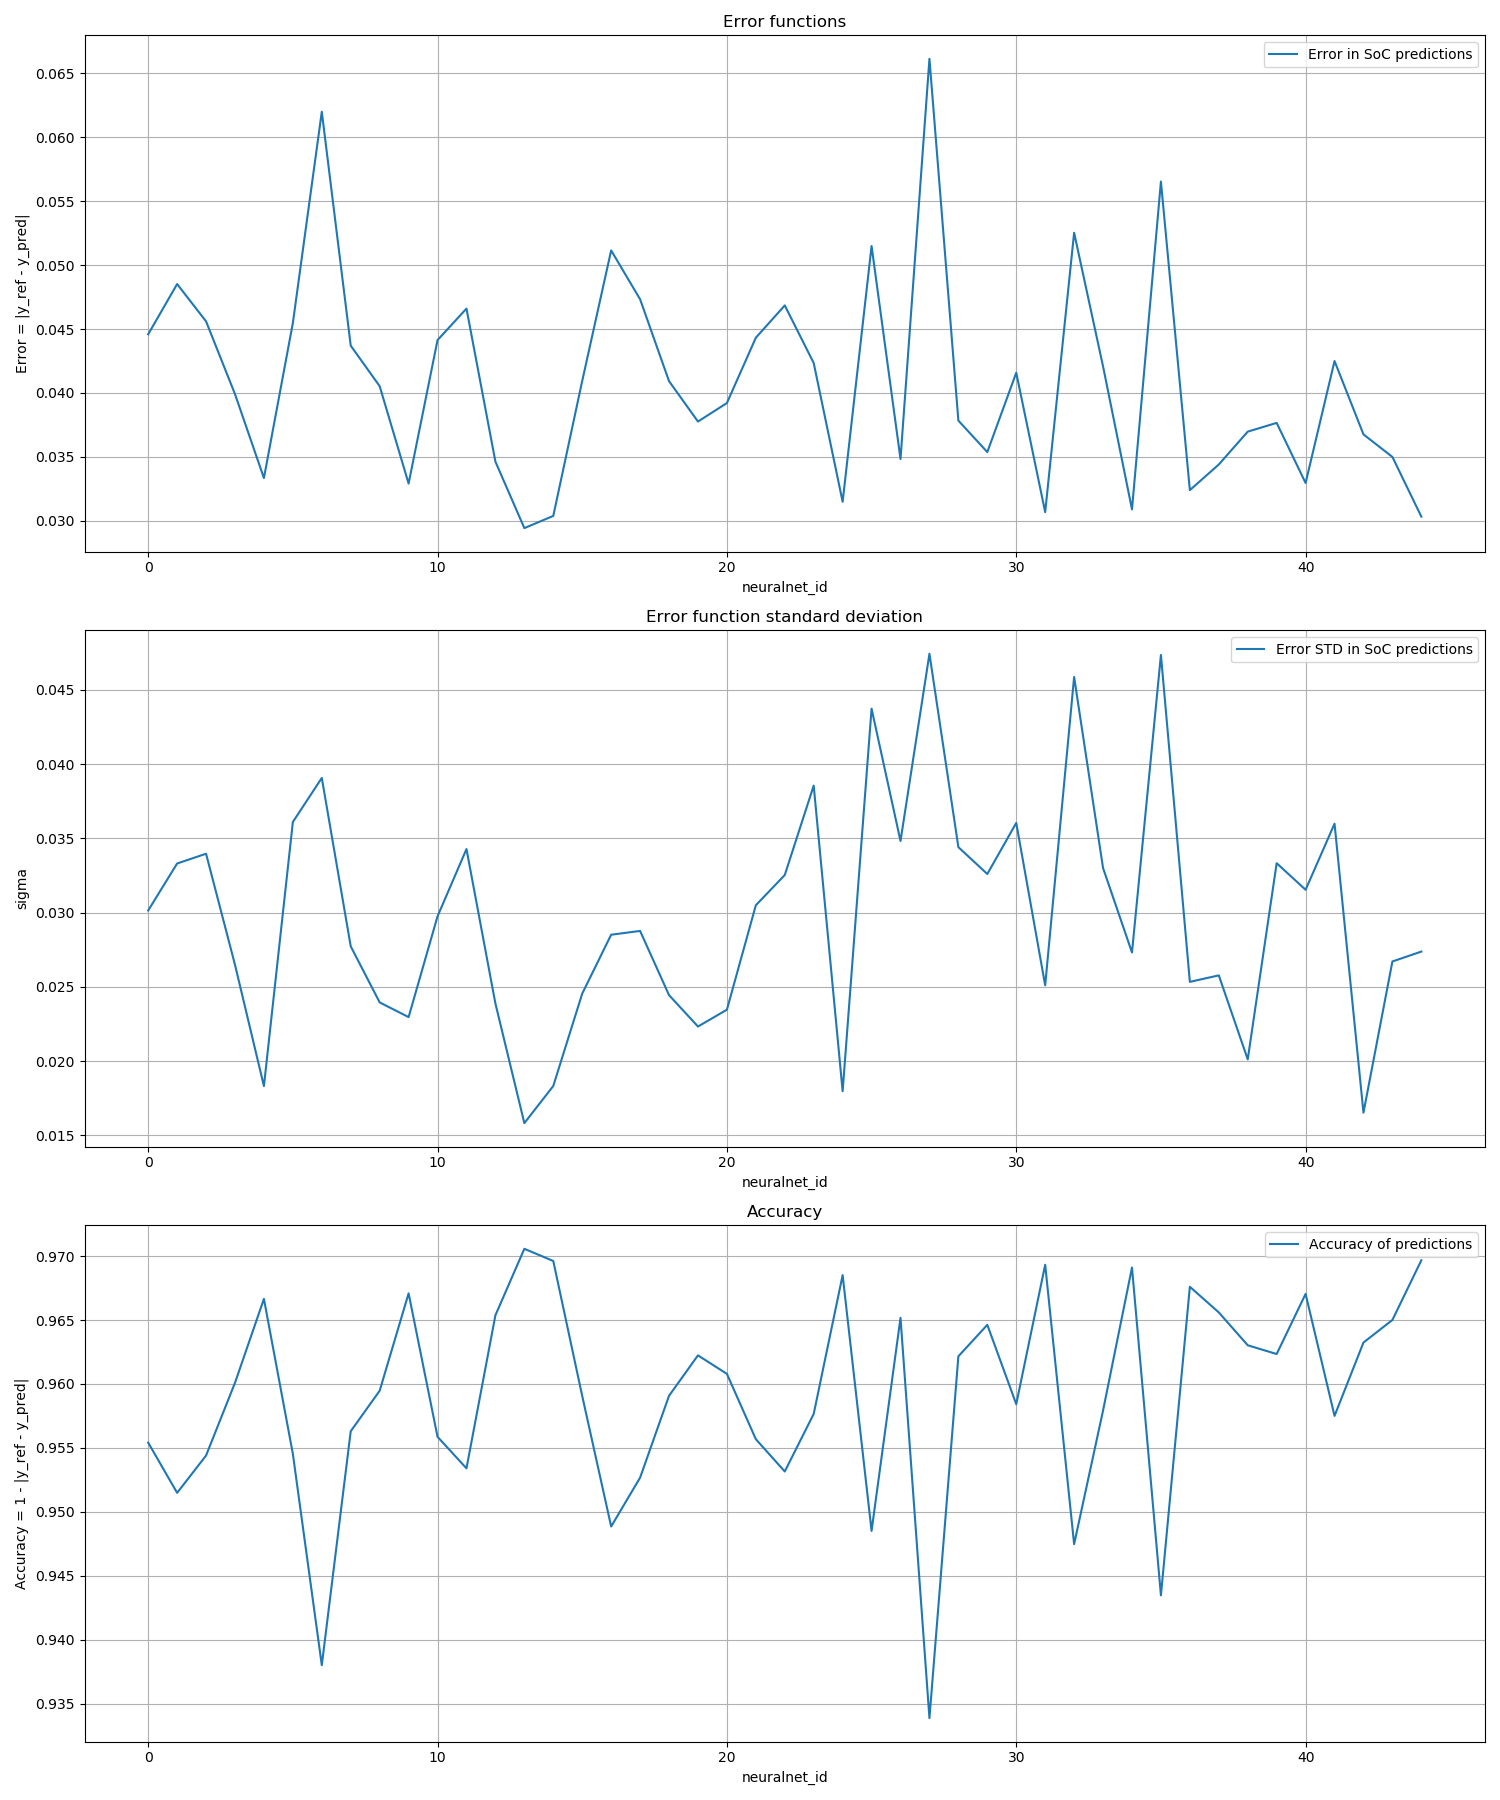 Error functions
Error in SoC predictions
0.065
0.060
0.055
0.050
0.045
0.040
0.035
0.030
Error = |y_ref - y_pred|
0 10 20 30 40
neuralnet_id
Error function standard deviation
Error STD in SoC predictions
0.045
0.040
0.035
0.030
0.025
0.020
0.015
sigma
0 10 20 30 40
neuralnet_id
Accuracy
Accuracy of predictions
0.970
0.965
0.960
0.955
0.950
0.945
0.940
0.935
Accuracy = 1 - |y_ref - y_pred|
0 10 20 30 40
neuralnet_id